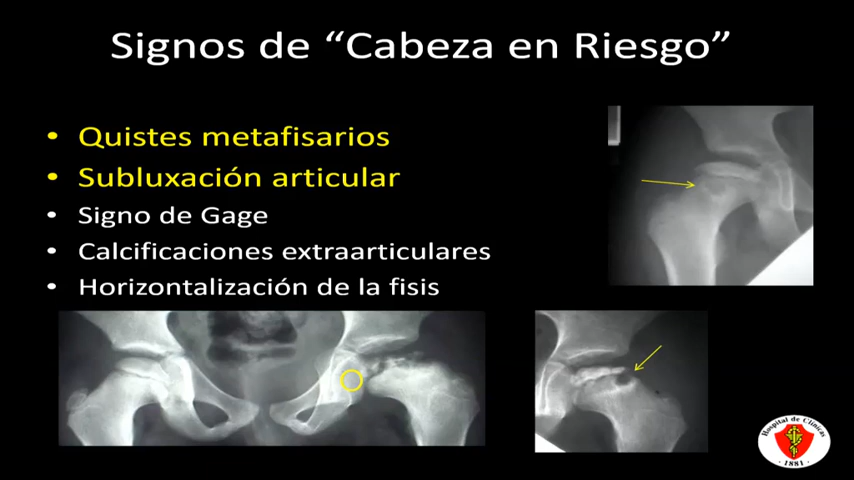 Signos de “Cabeza en Riesgo”
• Quistes metafisarios
• Subluxación articular
• Signo de Gage
• Calcificaciones extraarticulares
• Horizontalización de la fisis
Hospital de Clínicas
· 1881 ·